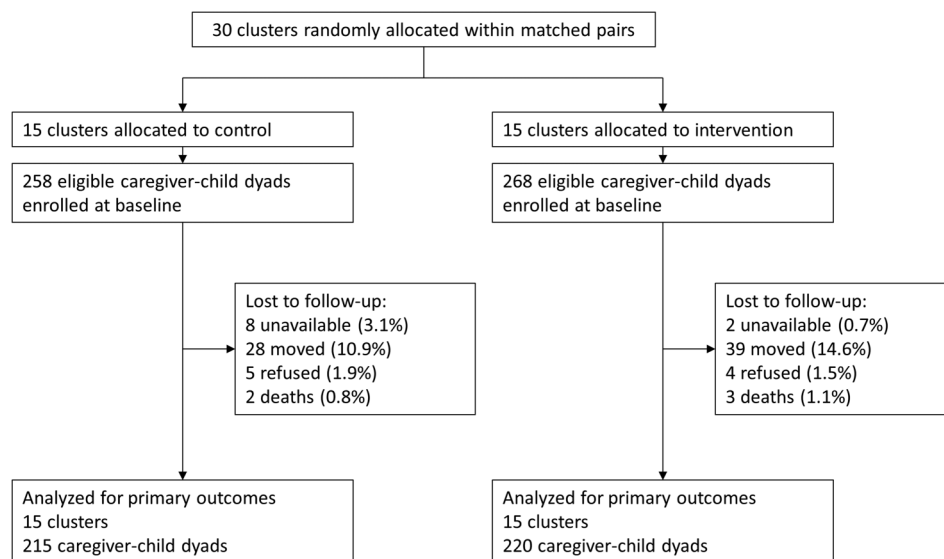 30 clusters randomly allocated within matched pairs
15 clusters allocated to control
15 clusters allocated to intervention
258 eligible caregiver-child dyads
enrolled at baseline
268 eligible caregiver-child dyads
enrolled at baseline
Lost to follow-up:
8 unavailable (3.1%)
28 moved (10.9%)
5 refused (1.9%)
2 deaths (0.8%)
Lost to follow-up:
2 unavailable (0.7%)
39 moved (14.6%)
4 refused (1.5%)
3 deaths (1.1%)
Analyzed for primary outcomes
15 clusters
215 caregiver-child dyads
Analyzed for primary outcomes
15 clusters
220 caregiver-child dyads